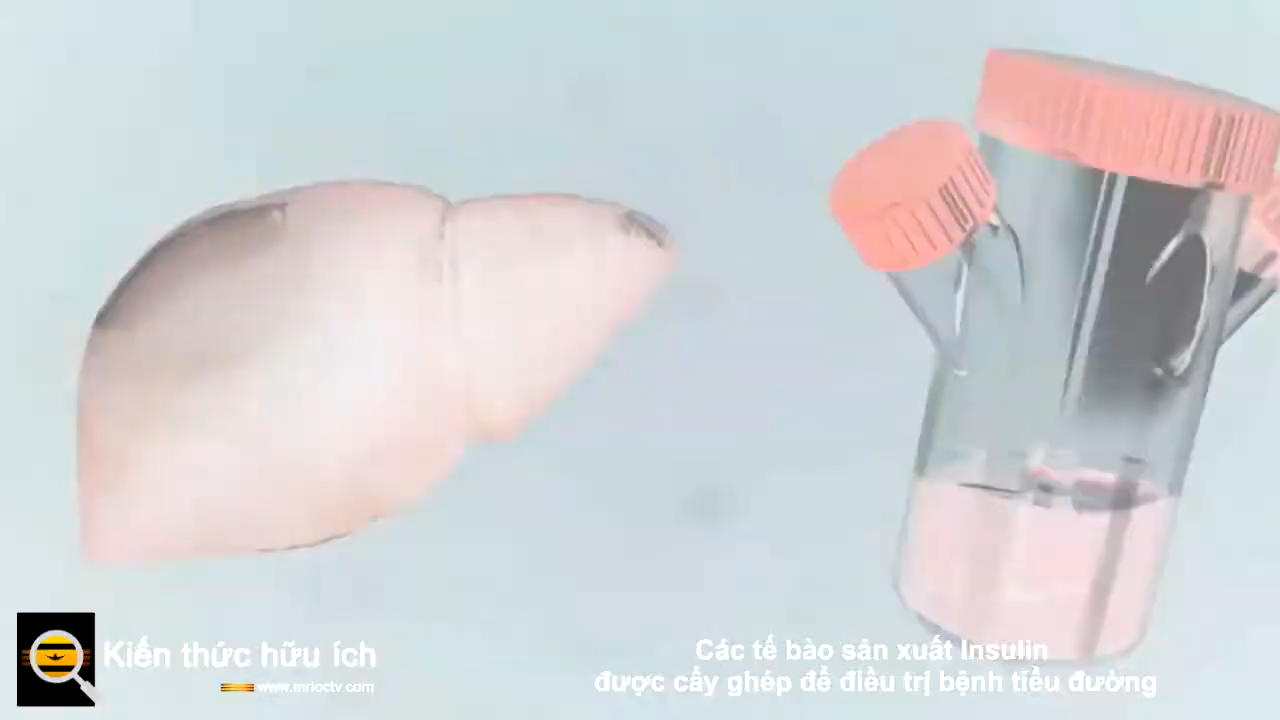 Kiến thức hữu ích
www.mrloctv.com
Các tế bào sản xuất Insulin
được cấy ghép để điều trị bệnh tiểu đường